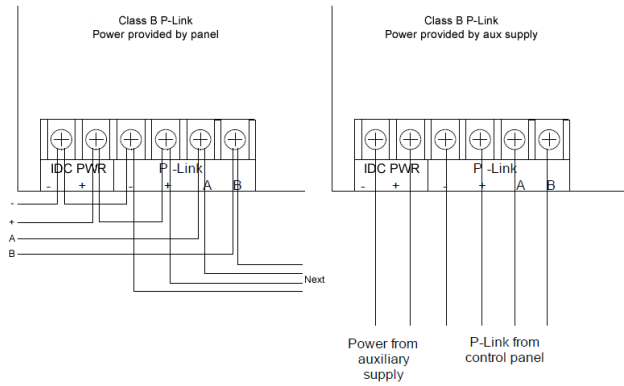 Class B P-Link
Power provided by panel
IDC PWR P -Link
- + - + A B
-
+
A
B
Next
Class B P-Link
Power provided by aux supply
IDC PWR P -Link
- + - + A B
Power from
auxiliary
supply
P-Link from
control panel